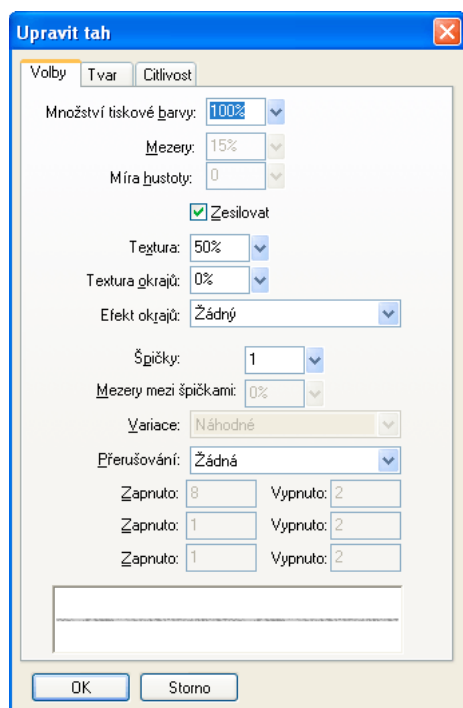 Upravit tah
Volby Tvar Citlivost
Množství tiskové barvy: 100%
Mezery: 15%
Míra hustoty: 0
Zesilovat
Textura: 50%
Textura okrajů: 0%
Efekt okrajů: Žádný
Špičky: 1
Mezery mezi špičkami: 0%
Variace: Náhodné
Přerušování: Žádná
Zapnuto: 8 Vypnuto: 2
Zapnuto: 1 Vypnuto: 2
Zapnuto: 1 Vypnuto: 2
OK Storno